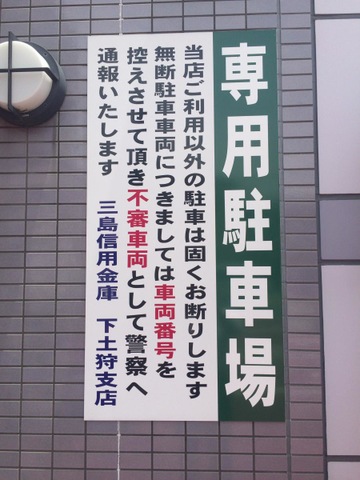 専用駐車場
当店ご利用以外の駐車は固くお断りします
無断駐車車両につきましては車両番号を
控えさせて頂き不審車両として警察へ
通報いたします 三島信用金庫 下土狩支店